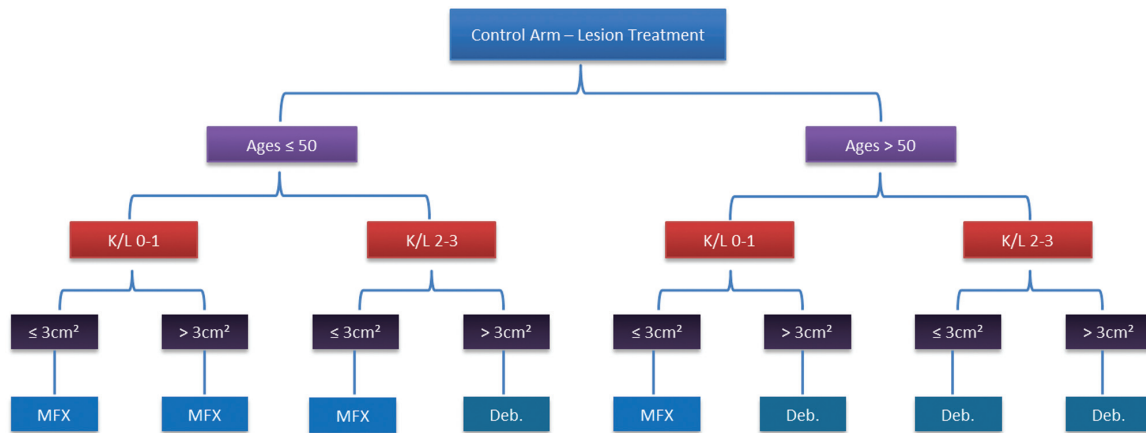 Control Arm – Lesion Treatment
Ages ≤ 50
Ages > 50
K/L 0-1
K/L 2-3
K/L 0-1
K/L 2-3
≤ 3cm²
> 3cm²
≤ 3cm²
> 3cm²
≤ 3cm²
> 3cm²
≤ 3cm²
> 3cm²
MFX
MFX
MFX
Deb.
MFX
Deb.
Deb.
Deb.